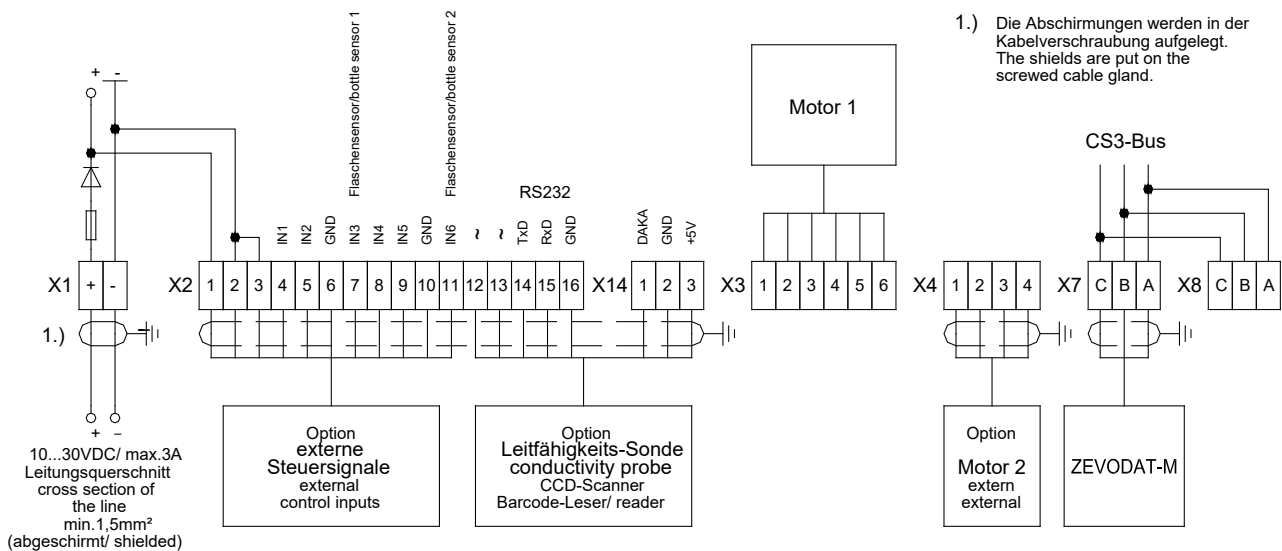 1.) Die Abschirmungen werden in der
Kabelverschraubung aufgelegt.
The shields are put on the
screwed cable gland.
+ -
Flaschensensor/bottle sensor 1
Flaschensensor/bottle sensor 2
Motor 1
CS3-Bus
RS232
IN1 IN2 GND IN3 IN4 IN5 GND IN6 ~ ~ TxD RxD GND
DAKA GND +5V
X1 + -
X2 1 2 3 4 5 6 7 8 9 10 11 12 13 14 15 16
X14 1 2 3
X3 1 2 3 4 5 6
X4 1 2 3 4
X7 C B A
X8 C B A
1.)
+ –
10...30VDC/ max.3A
Leitungsquerschnitt
cross section of
the line
min.1,5mm²
(abgeschirmt/ shielded)
Option
externe
Steuersignale
external
control inputs
Option
Leitfähigkeits-Sonde
conductivity probe
CCD-Scanner
Barcode-Leser/ reader
Option
Motor 2
extern
external
ZEVODAT-M